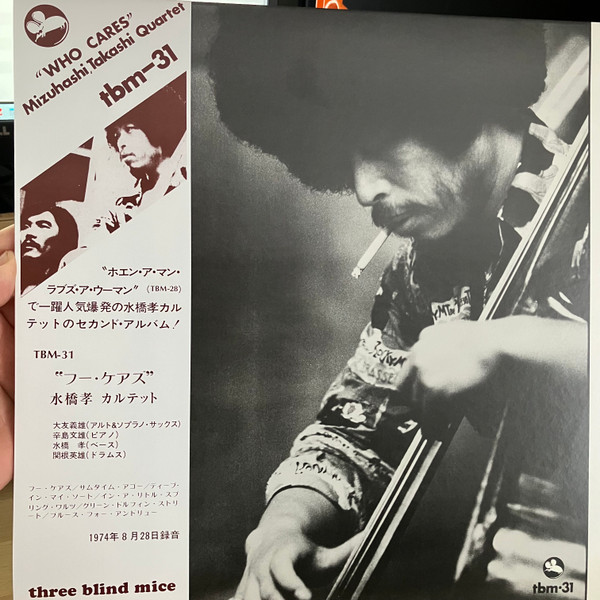 "WHO CARES"
Mizuhashi Takashi Quartet
tbm-31
〝ホエン・ア・マン・
ラブズ・ア・ウーマン〟(TBM-28)
で一躍人気爆発の水橋孝カル
テットのセカンド・アルバム!
TBM-31
〝フー・ケアズ〟
水橋孝 カルテット
大友義雄(アルト&ソプラノ・サックス)
辛島文雄(ピアノ)
水橋 孝(ベース)
関根英雄(ドラムス)
フー・ケアズ/サムタイム・アゴー/ディープ・
イン・マイ・ソート/イン・ア・リトル・スプ
リング・ワルツ/グリーン・ドルフィン・ストリ
ート/ブルース・フォー・アンドリュー
1974年8月28日録音
three blind mice
tbm-31